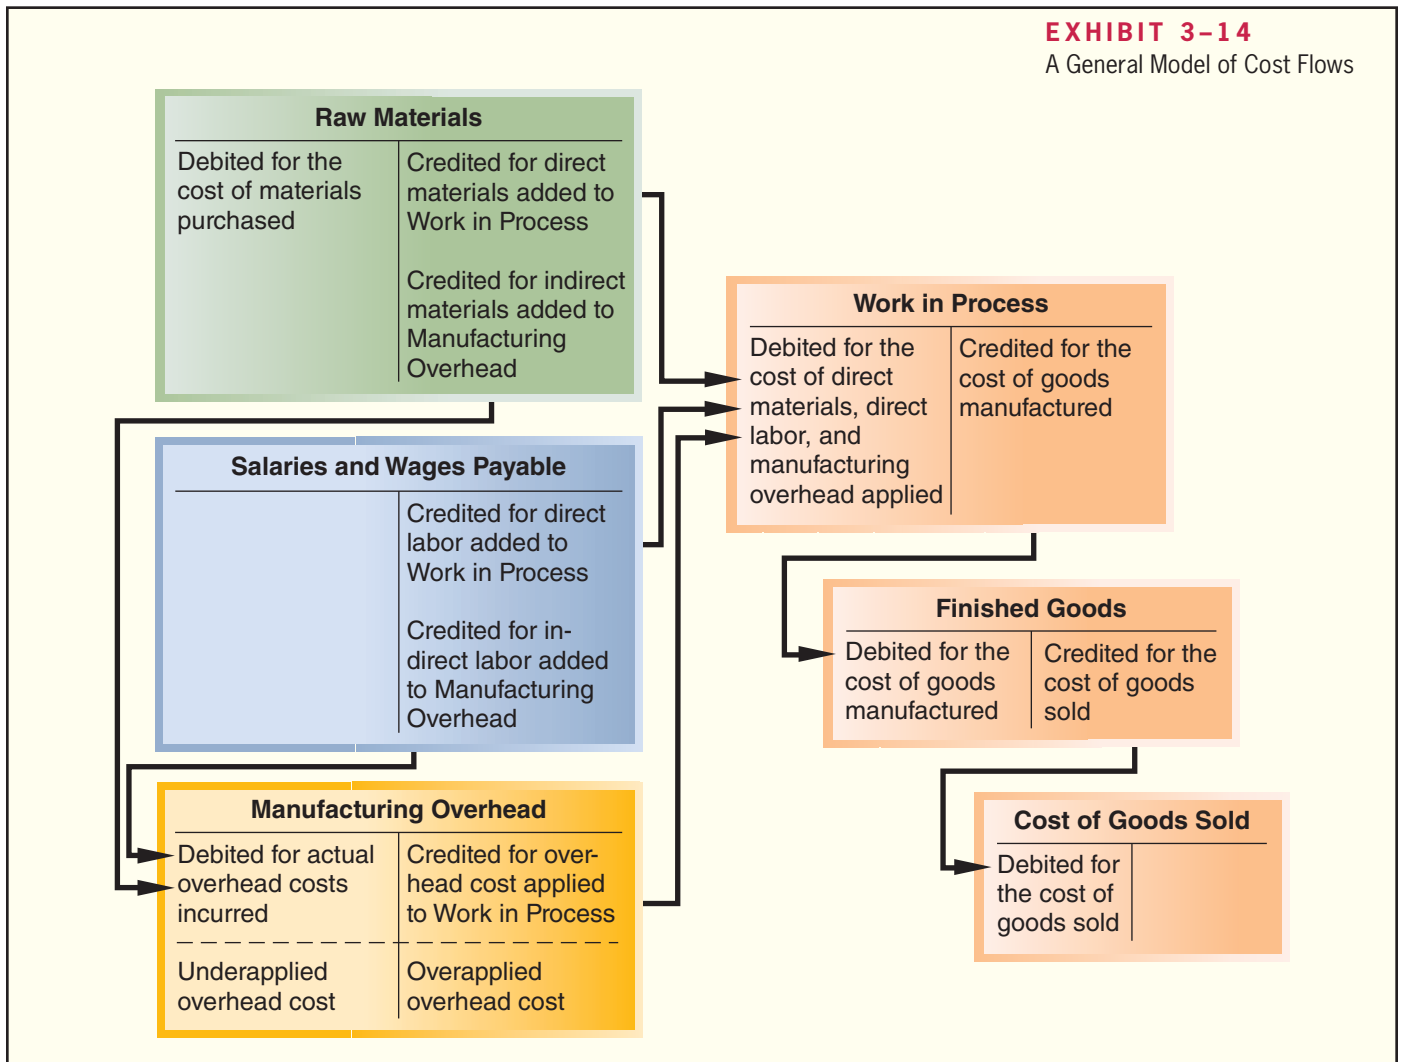 EXHIBIT 3–14
A General Model of Cost Flows
Raw Materials
Debited for the
cost of materials
purchased
Credited for direct
materials added to
Work in Process
Credited for indirect
materials added to
Manufacturing
Overhead
Salaries and Wages Payable
Credited for direct
labor added to
Work in Process
Credited for in-
direct labor added
to Manufacturing
Overhead
Manufacturing Overhead
Debited for actual
overhead costs
incurred
Credited for over-
head cost applied
to Work in Process
Underapplied
overhead cost
Overapplied
overhead cost
Work in Process
Debited for the
cost of direct
materials, direct
labor, and
manufacturing
overhead applied
Credited for the
cost of goods
manufactured
Finished Goods
Debited for the
cost of goods
manufactured
Credited for the
cost of goods
sold
Cost of Goods Sold
Debited for
the cost of
goods sold